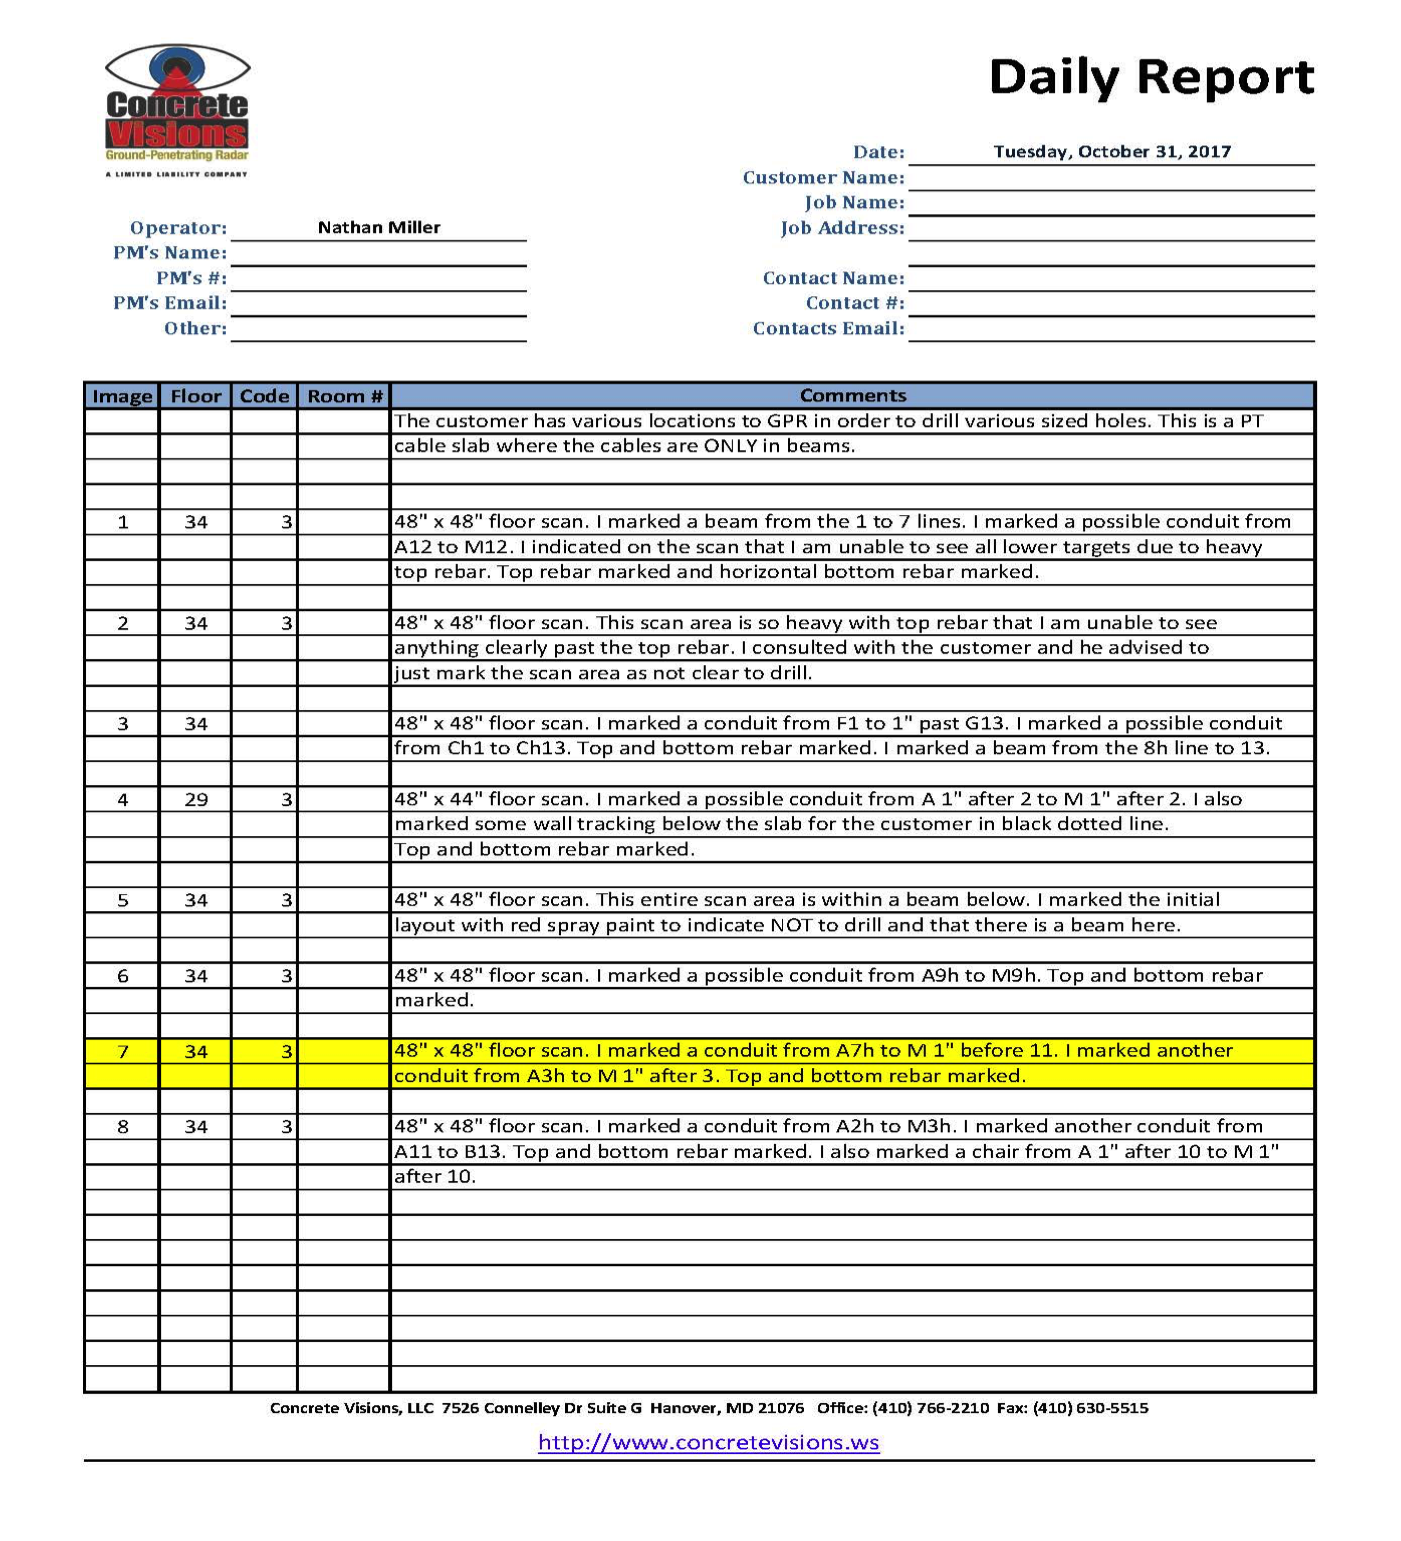 Concrete
Visions
Ground-Penetrating Radar
A LIMITED LIABILITY COMPANY
Daily Report
Date: Tuesday, October 31, 2017
Customer Name:
Job Name:
Job Address:
Contact Name:
Contact #:
Contacts Email:
Operator: Nathan Miller
PM's Name:
PM's #:
PM's Email:
Other:
Image Floor Code Room # Comments
The customer has various locations to GPR in order to drill various sized holes. This is a PT
cable slab where the cables are ONLY in beams.
1 34 3 48" x 48" floor scan. I marked a beam from the 1 to 7 lines. I marked a possible conduit from
A12 to M12. I indicated on the scan that I am unable to see all lower targets due to heavy
top rebar. Top rebar marked and horizontal bottom rebar marked.
2 34 3 48" x 48" floor scan. This scan area is so heavy with top rebar that I am unable to see
anything clearly past the top rebar. I consulted with the customer and he advised to
just mark the scan area as not clear to drill.
3 34 48" x 48" floor scan. I marked a conduit from F1 to 1" past G13. I marked a possible conduit
from Ch1 to Ch13. Top and bottom rebar marked. I marked a beam from the 8h line to 13.
4 29 3 48" x 44" floor scan. I marked a possible conduit from A 1" after 2 to M 1" after 2. I also
marked some wall tracking below the slab for the customer in black dotted line.
Top and bottom rebar marked.
5 34 3 48" x 48" floor scan. This entire scan area is within a beam below. I marked the initial
layout with red spray paint to indicate NOT to drill and that there is a beam here.
6 34 3 48" x 48" floor scan. I marked a possible conduit from A9h to M9h. Top and bottom rebar
marked.
7 34 3 48" x 48" floor scan. I marked a conduit from A7h to M 1" before 11. I marked another
conduit from A3h to M 1" after 3. Top and bottom rebar marked.
8 34 3 48" x 48" floor scan. I marked a conduit from A2h to M3h. I marked another conduit from
A11 to B13. Top and bottom rebar marked. I also marked a chair from A 1" after 10 to M 1"
after 10.
Concrete Visions, LLC 7526 Connelley Dr Suite G Hanover, MD 21076 Office: (410) 766-2210 Fax: (410) 630-5515
http://www.concretevisions.ws